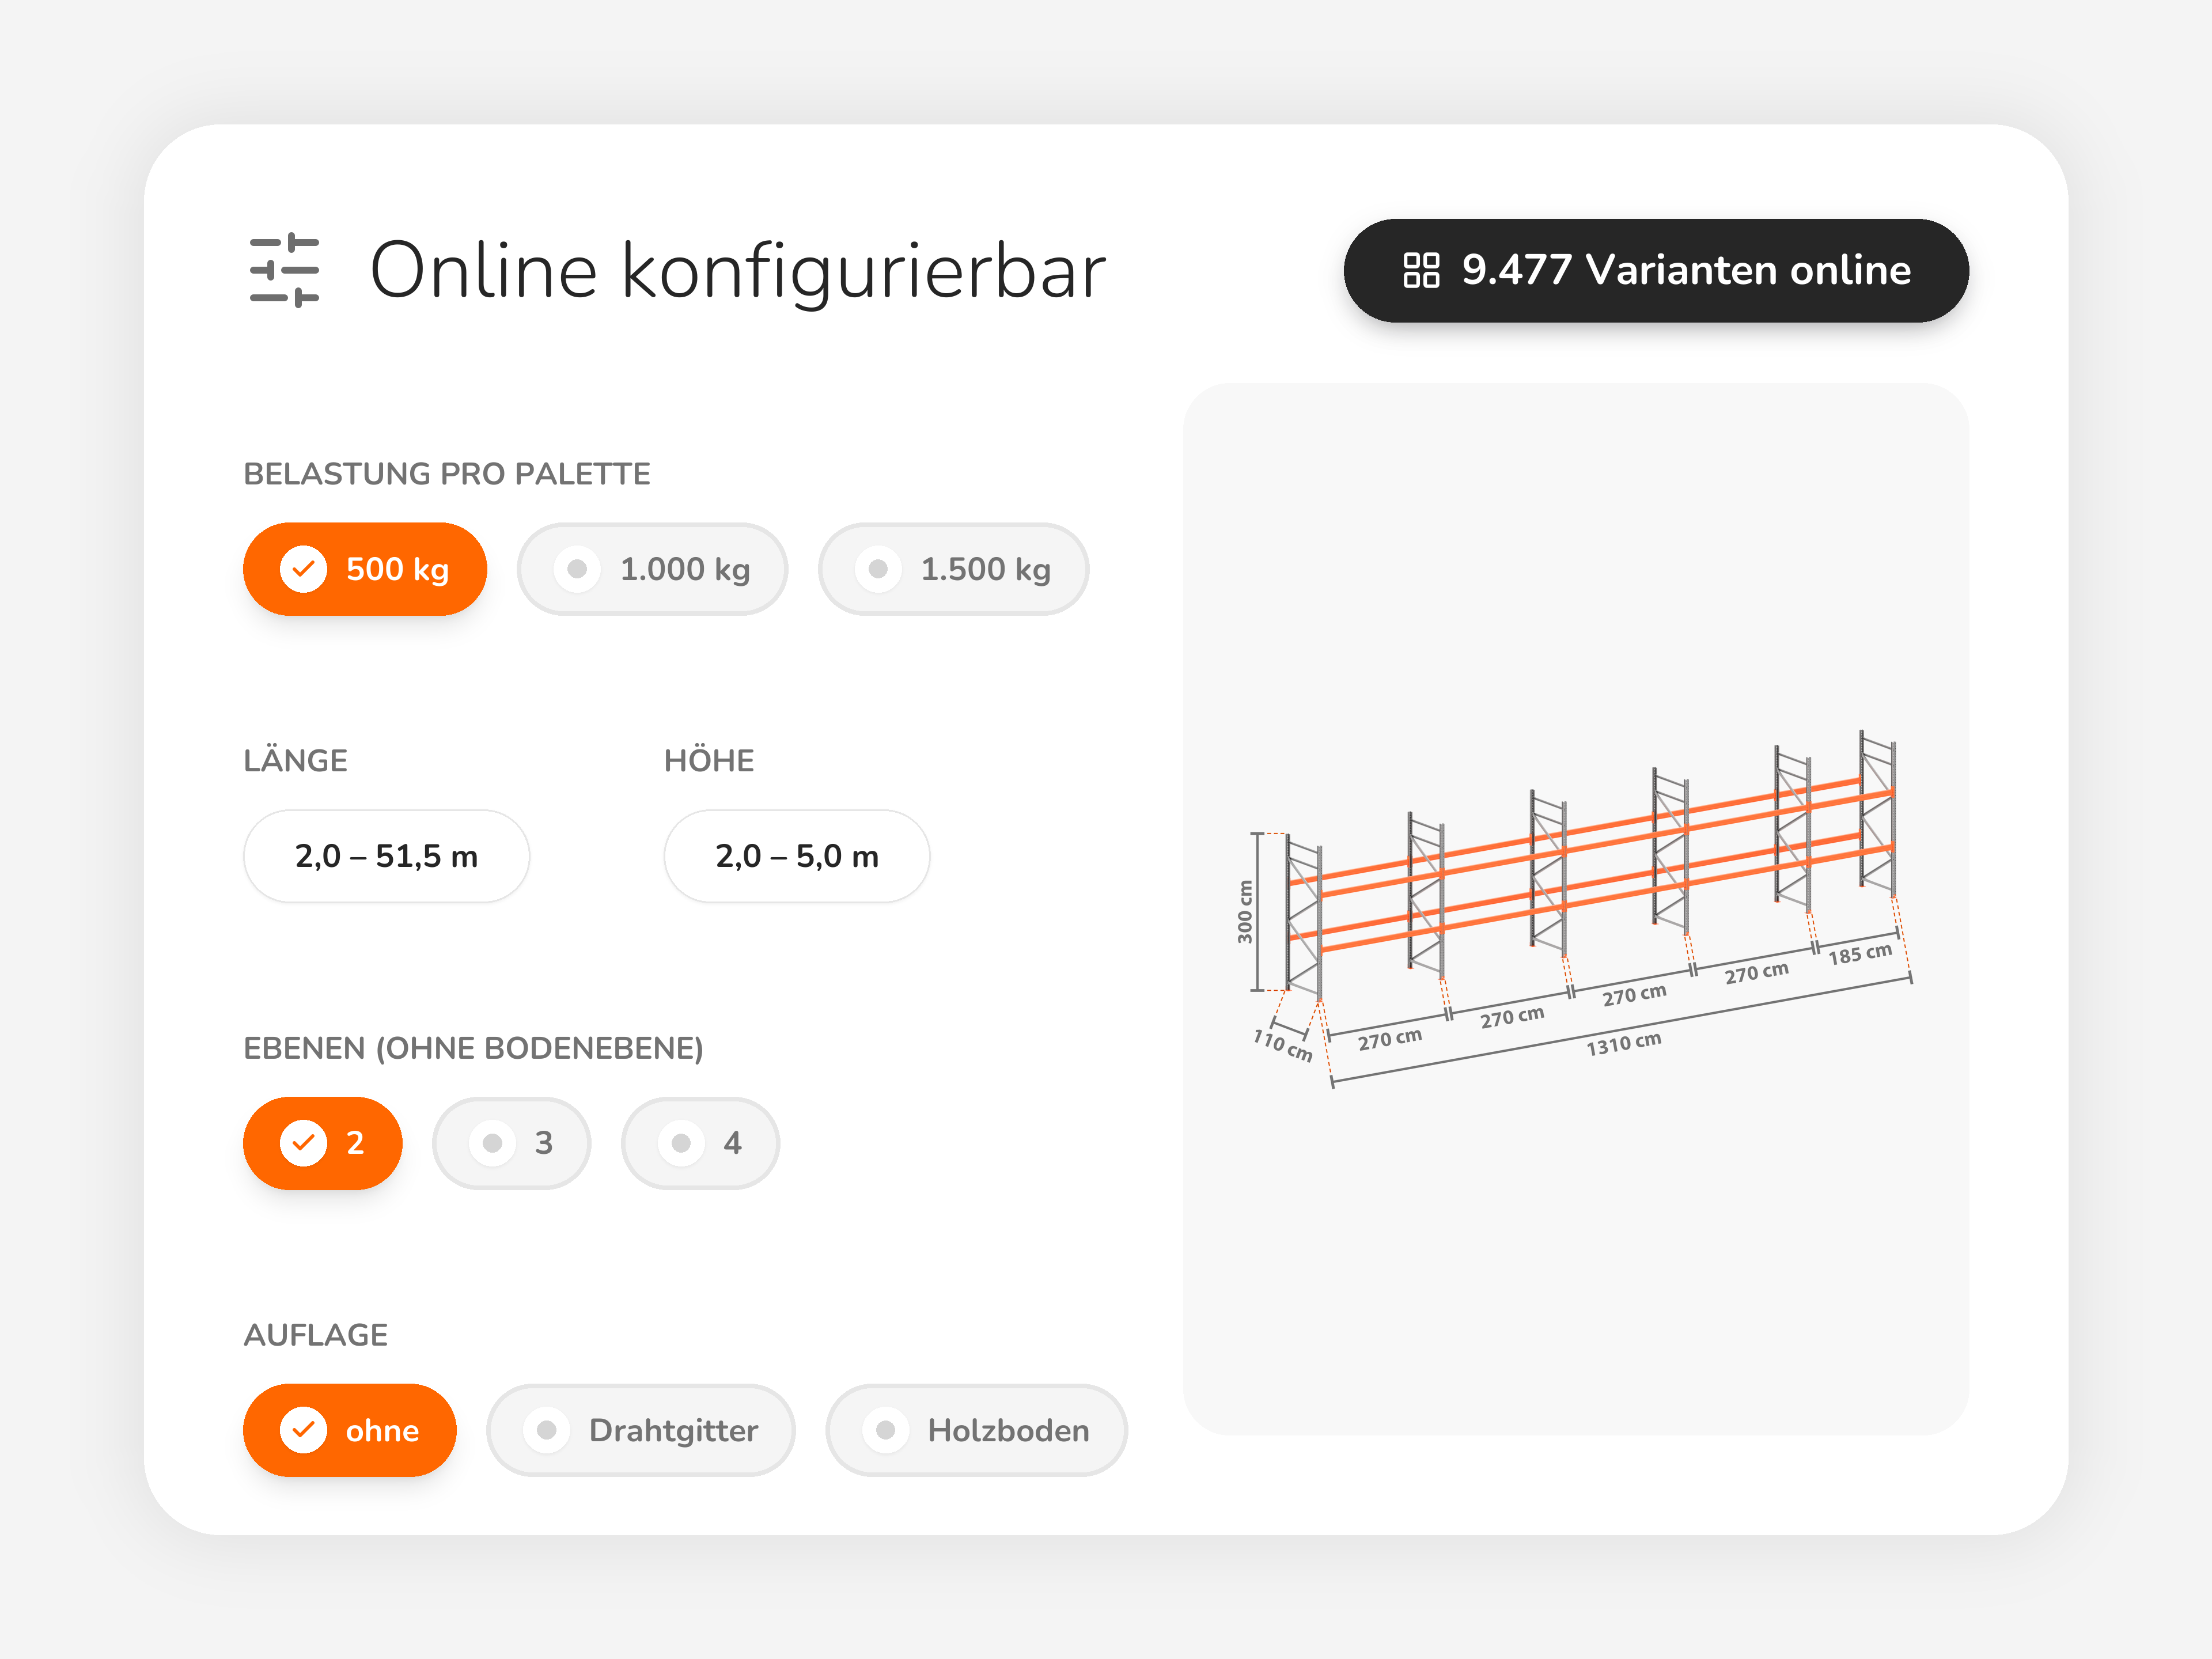 Online konfigurierbar
9.477 Varianten online
BELASTUNG PRO PALETTE
500 kg
1.000 kg
1.500 kg
LÄNGE
HÖHE
2,0 – 51,5 m
2,0 – 5,0 m
EBENEN (OHNE BODENEBENE)
2
3
4
AUFLAGE
ohne
Drahtgitter
Holzboden
300 cm
110 cm
270 cm
270 cm
270 cm
270 cm
185 cm
1310 cm